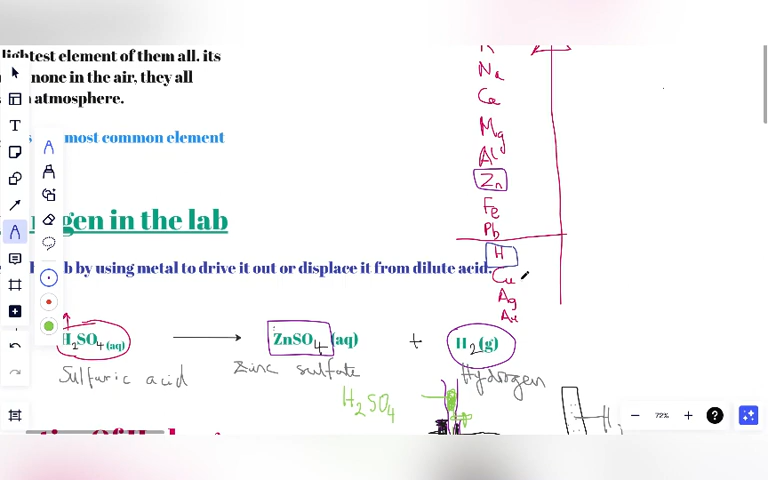 lightest element of them all. its
none in the air, they all
atmosphere.
most common element
Na
Ca
Mg
Al
Zn
Fe
Pb
H
Cu
Ag
gen in the lab
b by using metal to drive it out or displace it from dilute acid.
H2SO4 (aq) ZnSO4 (aq) + H2(g)
Sulfuric acid Zinc sulfate Hydrogen
H2SO4
H
72%